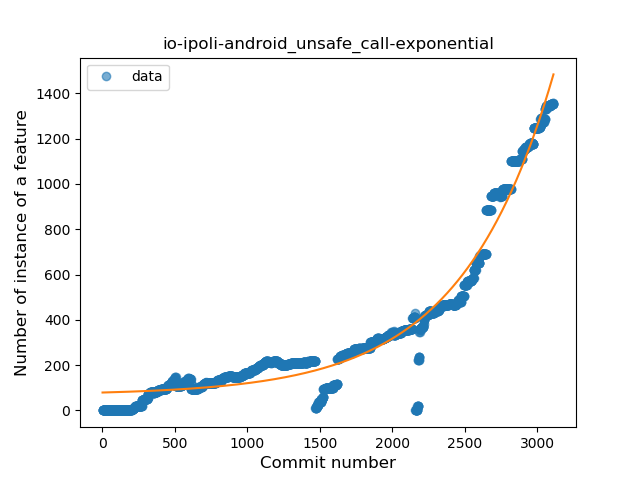 io-ipoli-android_unsafe_call-exponential
data
Number of instance of a feature
1400
1200
1000
800
600
400
200
0
0 500 1000 1500 2000 2500 3000
Commit number